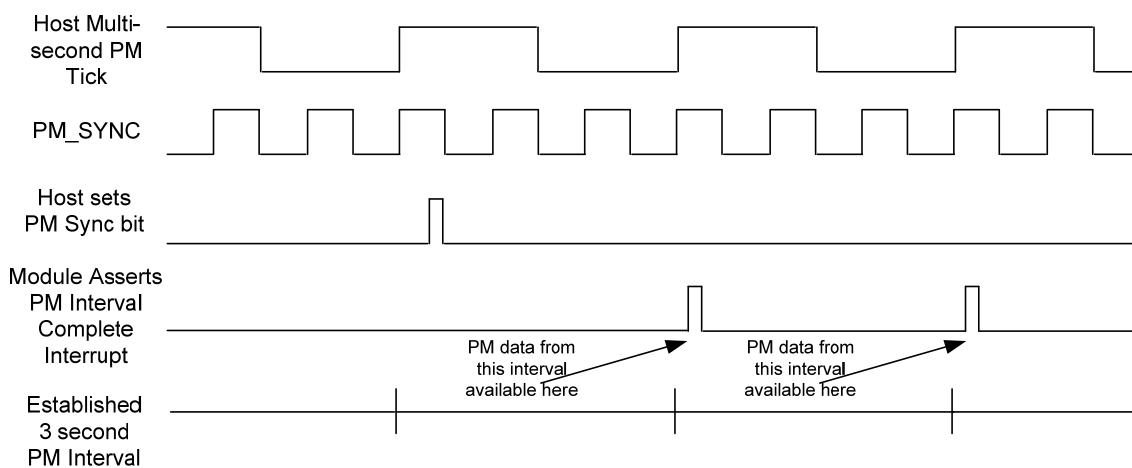 Host Multi-
second PM
Tick
PM_SYNC
Host sets
PM Sync bit
Module Asserts
PM Interval
Complete
Interrupt
PM data from
this interval
available here
PM data from
this interval
available here
Established
3 second
PM Interval